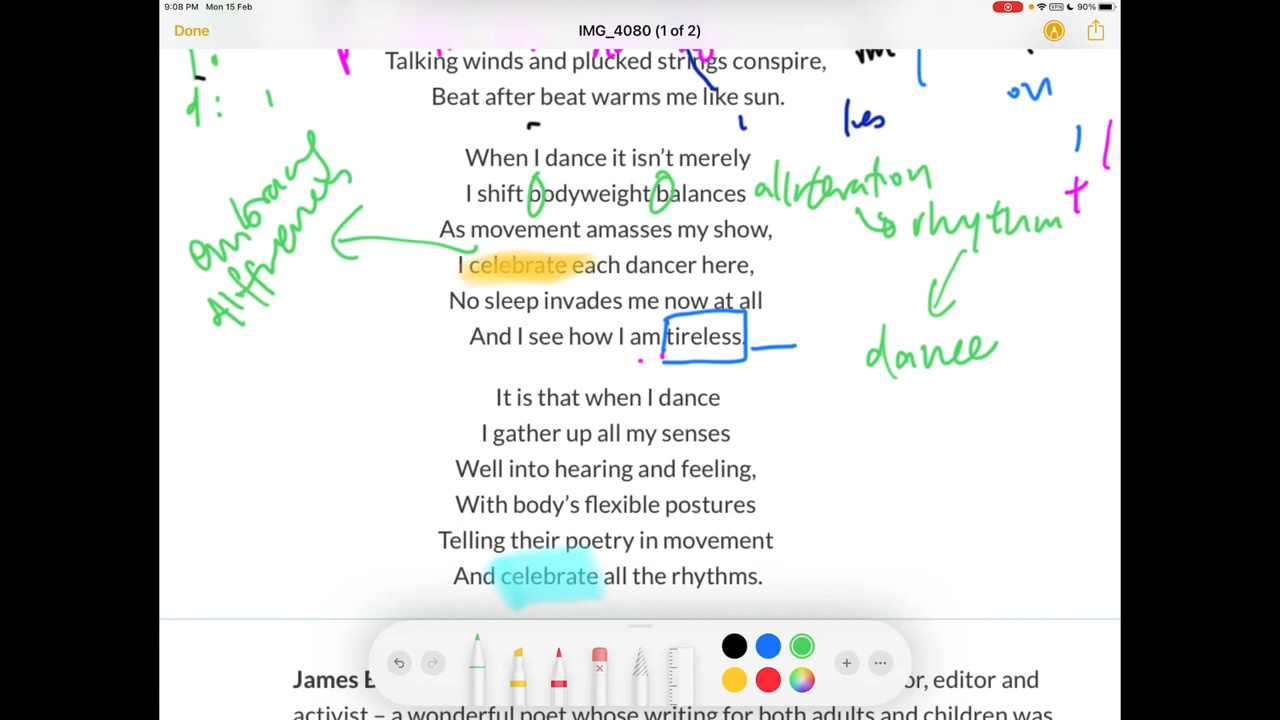 9:08 PM Mon 15 Feb
VPN 90%
Done
IMG_4080 (1 of 2)
Talking winds and plucked strings conspire,
Beat after beat warms me like sun.
d:
When I dance it isn't merely
I shift bodyweight balances
As movement amasses my show,
I celebrate each dancer here,
No sleep invades me now at all
And I see how I am tireless.
alliteration
rhythm
dance
It is that when I dance
I gather up all my senses
Well into hearing and feeling,
With body's flexible postures
Telling their poetry in movement
And celebrate all the rhythms.
James
or, editor and
activist – a wonderful poet whose writing for both adults and children was